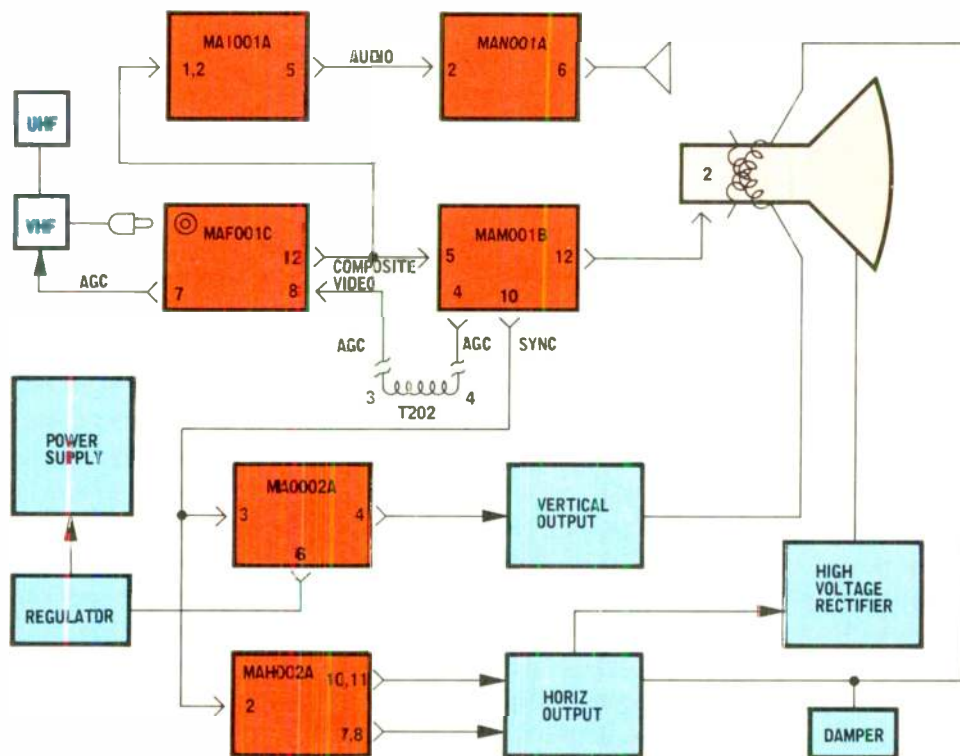 MAI001A
1,2
5
AUDIO
MAN001A
2
6
UHF
VHF
2
MAF001C
12
8
7
AGC
COMPOSITE
VIDEO
MAM001B
5
12
4
10
AGC
AGC
SYNC
3
4
T202
POWER
SUPPLY
MA0002A
3
4
6
VERTICAL
OUTPUT
REGULATOR
HIGH
VOLTAGE
RECTIFIER
MAH002A
10,11
2
7,8
HORIZ
OUTPUT
DAMPER